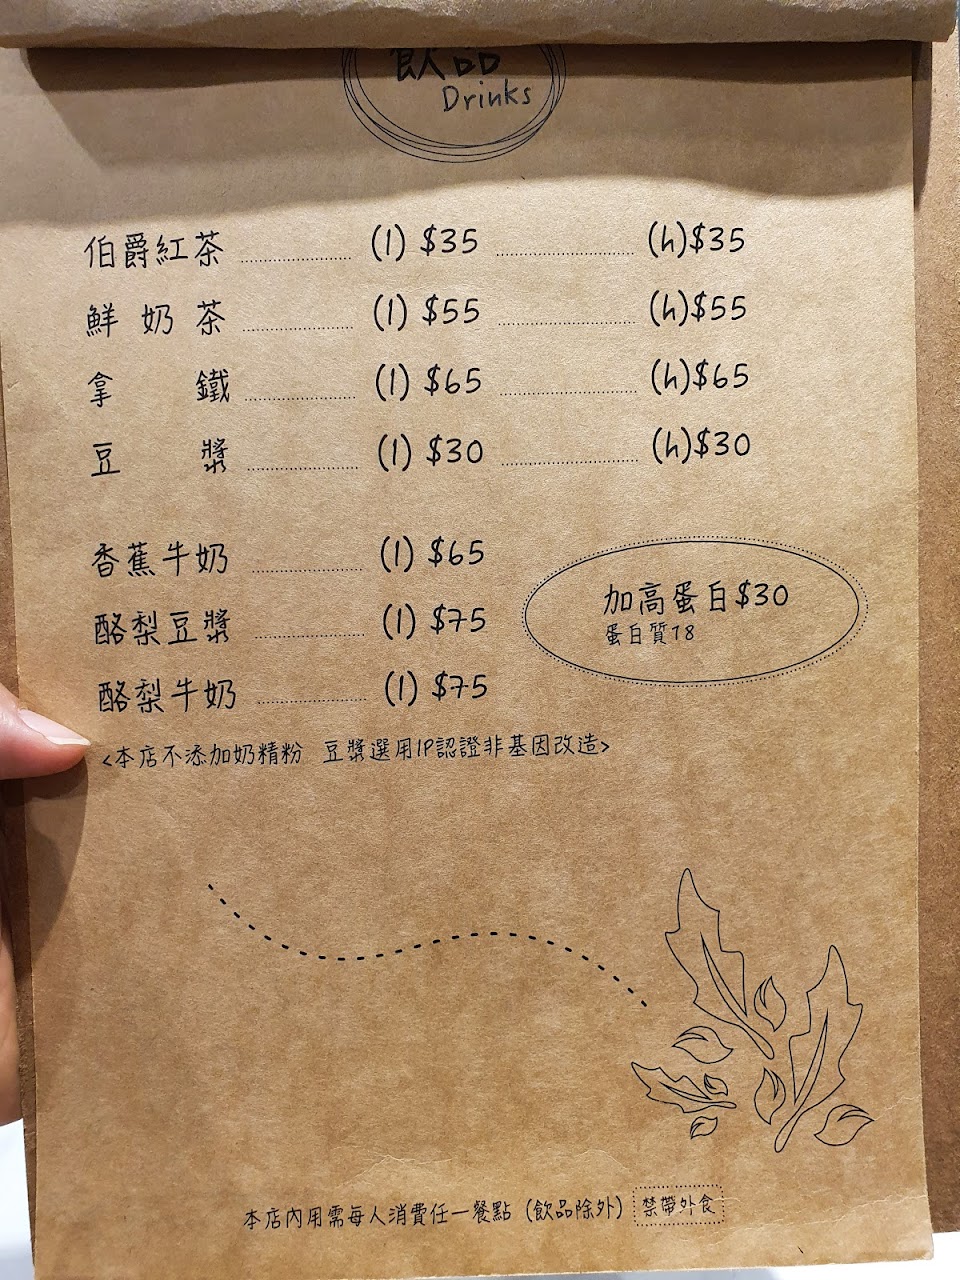 飲品
Drinks
伯爵紅茶 (l) $35 (h)$35
鮮奶茶 (l) $55 (h)$55
拿鐵 (l) $65 (h)$65
豆漿 (l) $30 (h)$30
香蕉牛奶 (l) $65
酪梨豆漿 (l) $75
酪梨牛奶 (l) $75
加高蛋白$30
蛋白質18
<本店不添加奶精粉 豆漿選用IP認證非基因改造>
本店內用需每人消費任一餐點(飲品除外) 禁帶外食